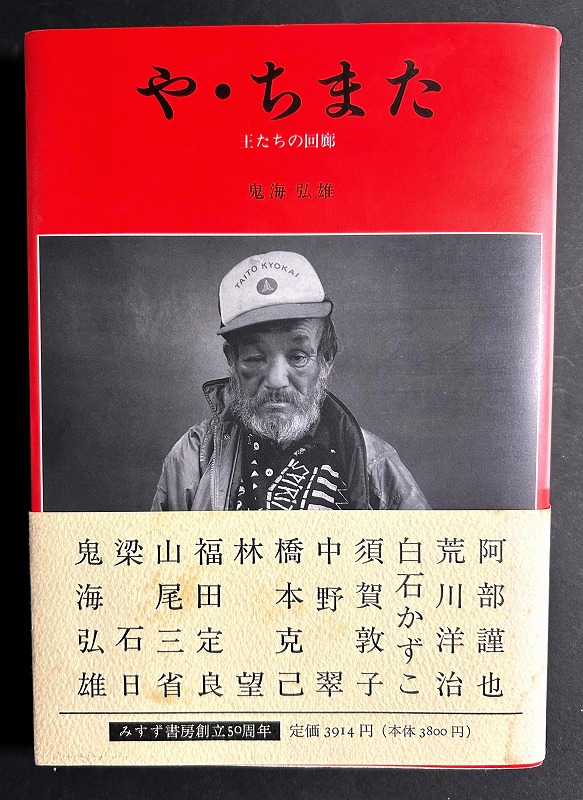 や・ちまた
王たちの回廊
鬼海 弘雄
TAITO KYOKAI
阿部謹也
荒川洋治
白石かずこ
須賀敦子
中野翠
橋本克己
林望
福田定良
山尾三省
梁石日
鬼海弘雄
みすず書房創立50周年 定価 3914円（本体 3800円）